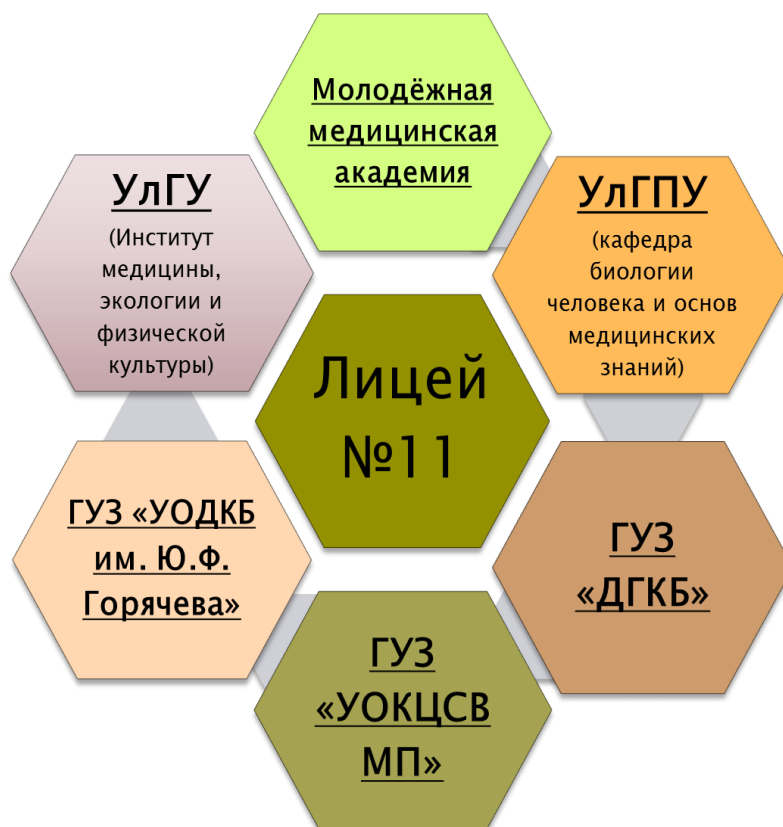 Молодёжная
медицинская
академия
УлГУ
(Институт
медицины,
экологии и
физической
культуры)
УлГПУ
(кафедра
биологии
человека и основ
медицинских
знаний)
Лицей
№11
ГУЗ «УОДКБ
им. Ю.Ф.
Горячева»
ГУЗ
«ДГКБ»
ГУЗ
«УОКЦСВ
МП»